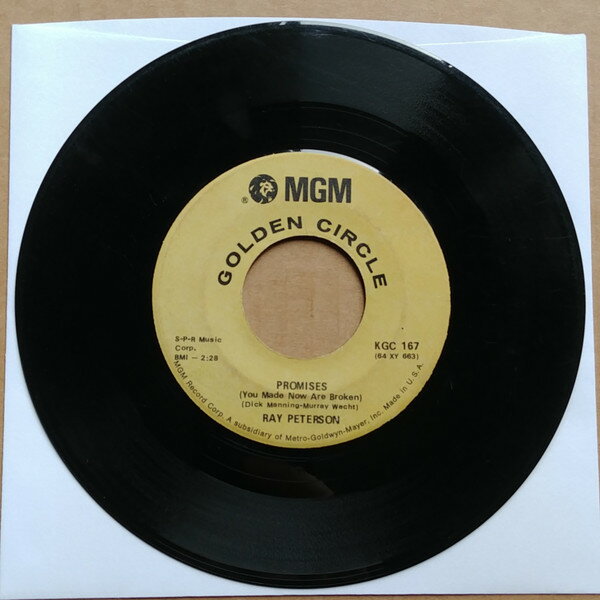 ® MGM
GOLDEN CIRCLE
S-P-R Music
Corp.
BMI – 2:28
KGC 167
(64 XY 663)
PROMISES
(You Made Now Are Broken)
(Dick Manning-Murray Wecht)
RAY PETERSON
MGM Record Corp. A subsidiary of Metro-Goldwyn-Mayer, Inc. Made in U.S.A.